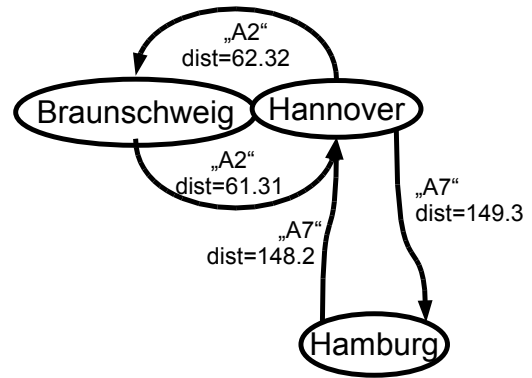 „A2“
dist=62.32
Braunschweig
Hannover
„A2“
dist=61.31
„A7“
dist=149.3
„A7“
dist=148.2
Hamburg